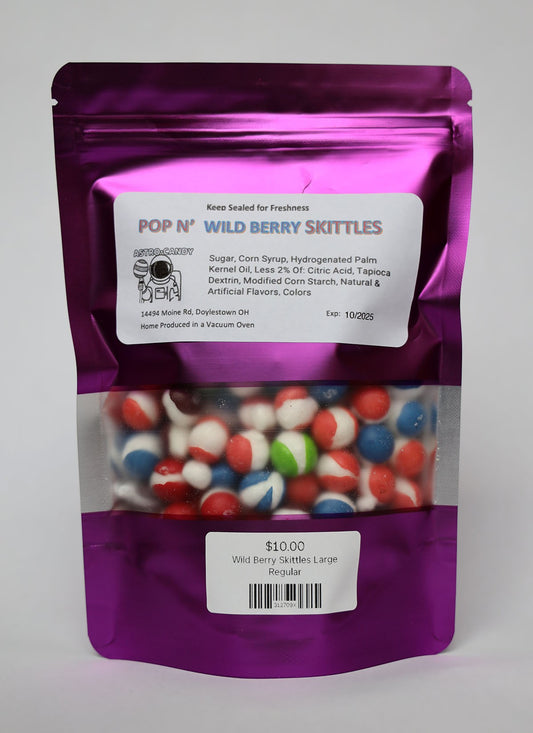 Keep Sealed for Freshness
POP N' WILD BERRY SKITTLES
ASTRO-CANDY
Sugar, Corn Syrup, Hydrogenated Palm
Kernel Oil, Less 2% Of: Citric Acid, Tapioca
Dextrin, Modified Corn Starch, Natural &
Artificial Flavors, Colors
14494 Moine Rd, Doylestown OH
Exp: 10/2025
Home Produced in a Vacuum Oven
$10.00
Wild Berry Skittles Large
Regular